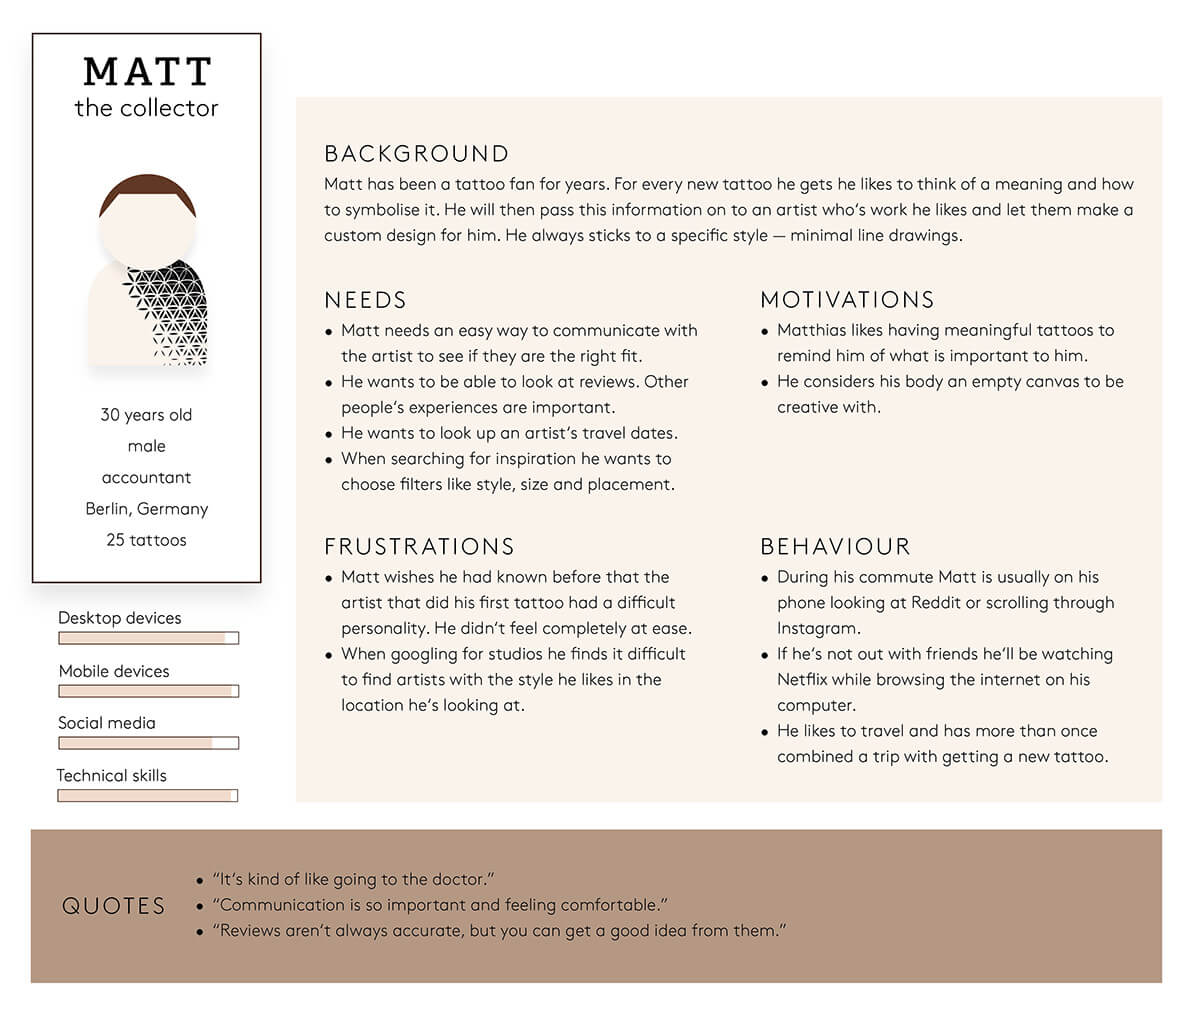 MATT
the collector
30 years old
male
accountant
Berlin, Germany
25 tattoos
Desktop devices
Mobile devices
Social media
Technical skills
BACKGROUND
Matt has been a tattoo fan for years. For every new tattoo he gets he likes to think of a meaning and how
to symbolise it. He will then pass this information on to an artist who's work he likes and let them make a
custom design for him. He always sticks to a specific style — minimal line drawings.
NEEDS
• Matt needs an easy way to communicate with
the artist to see if they are the right fit.
• He wants to be able to look at reviews. Other
people's experiences are important.
• He wants to look up an artist's travel dates.
• When searching for inspiration he wants to
choose filters like style, size and placement.
MOTIVATIONS
• Matthias likes having meaningful tattoos to
remind him of what is important to him.
• He considers his body an empty canvas to be
creative with.
FRUSTRATIONS
• Matt wishes he had known before that the
artist that did his first tattoo had a difficult
personality. He didn't feel completely at ease.
• When googling for studios he finds it difficult
to find artists with the style he likes in the
location he's looking at.
BEHAVIOUR
• During his commute Matt is usually on his
phone looking at Reddit or scrolling through
Instagram.
• If he's not out with friends he'll be watching
Netflix while browsing the internet on his
computer.
• He likes to travel and has more than once
combined a trip with getting a new tattoo.
QUOTES
• “It's kind of like going to the doctor.”
• “Communication is so important and feeling comfortable.”
• “Reviews aren't always accurate, but you can get a good idea from them.”